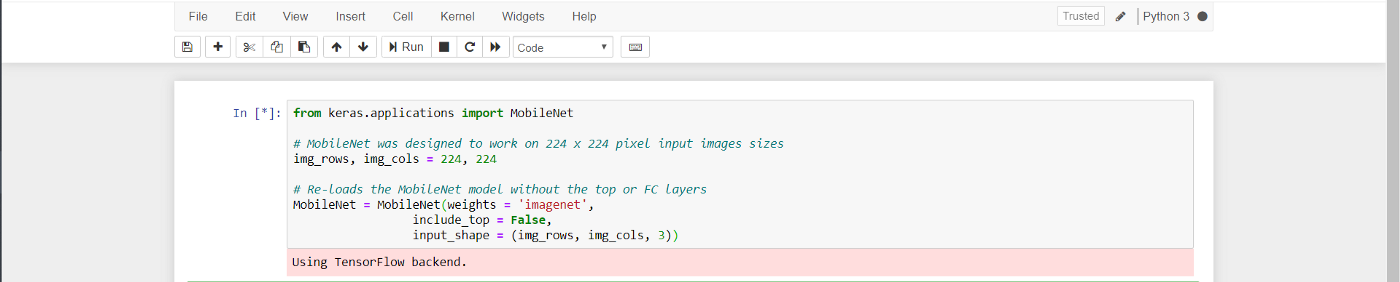 File Edit View Insert Cell Kernel Widgets Help Trusted Python 3
Run Code
In [*]: from keras.applications import MobileNet
# MobileNet was designed to work on 224 x 224 pixel input images sizes
img_rows, img_cols = 224, 224
# Re-loads the MobileNet model without the top or FC layers
MobileNet = MobileNet(weights = 'imagenet',
include_top = False,
input_shape = (img_rows, img_cols, 3))
Using TensorFlow backend.